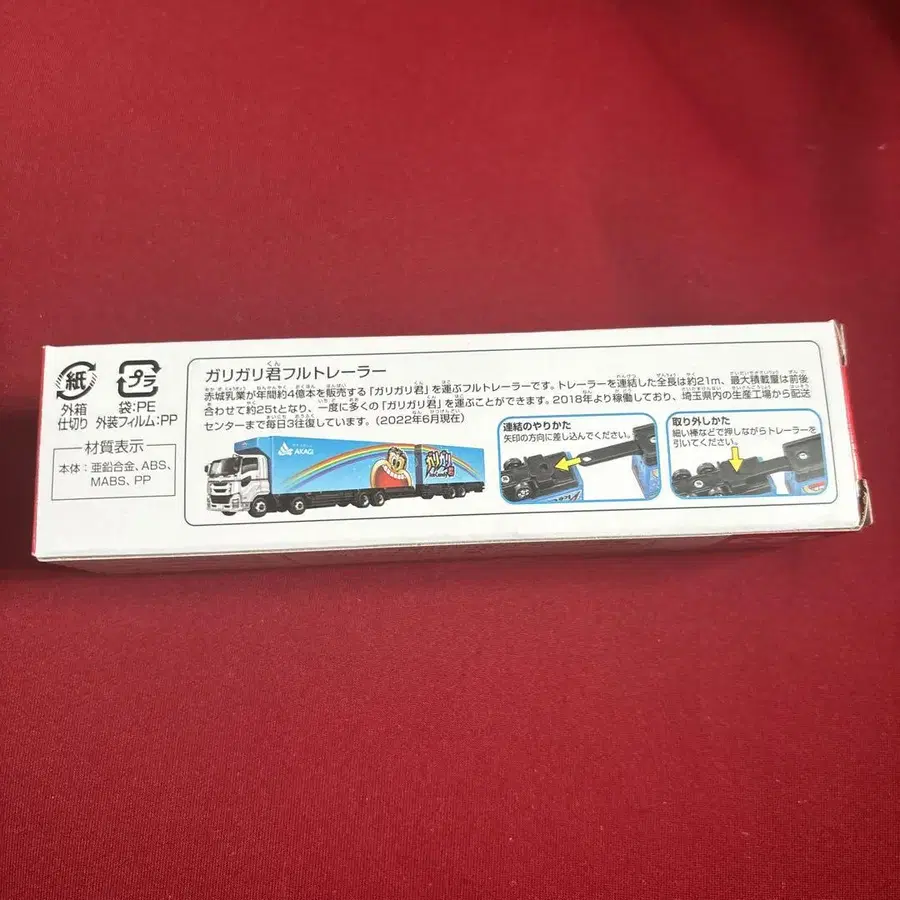 紙
プラ
外箱
仕切り
袋:PE
外装フィルム:PP
材質表示
本体：亜鉛合金、ABS、
MABS、PP
ガリガリ君フルトレーラー
赤城乳業が年間約4億本を販売する「ガリガリ君」を運ぶフルトレーラーです。トレーラーを連結した全長は約21m、最大積載量は前後
合わせて約25tとなり、一度に多くの「ガリガリ君」を運ぶことができます。2018年より稼働しており、埼玉県内の生産工場から配送
センターまで毎日3往復しています。(2022年6月現在)
AKAGI
ガリガリ君
連結のやりかた
矢印の方向に差し込んでください。
取り外しかた
細い棒などで押しながらトレーラーを
引いてください。